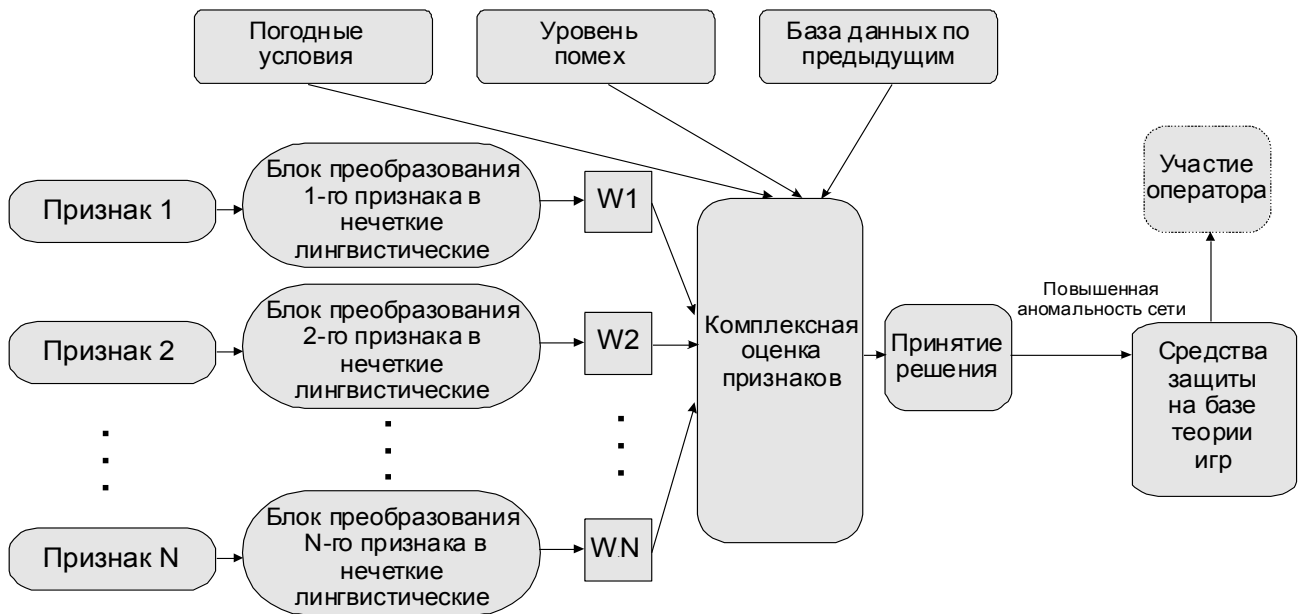 Погодные
условия
Уровень
помех
База данных по
предыдущим
Участие
оператора
Признак 1
Блок преобразования
1-го признака в
нечеткие
лингвистические
W1
Признак 2
Блок преобразования
2-го признака в
нечеткие
лингвистические
W2
Признак N
Блок преобразования
N-го признака в
нечеткие
лингвистические
W.N
Комплексная
оценка
признаков
Принятие
решения
Повышенная
аномальность сети
Средства
защиты
на базе
теории
игр